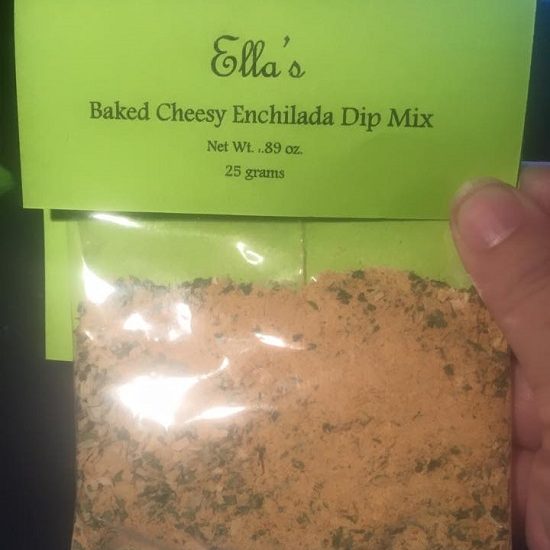 Ella's
Baked Cheesy Enchilada Dip Mix
Net Wt. .89 oz.
25 grams